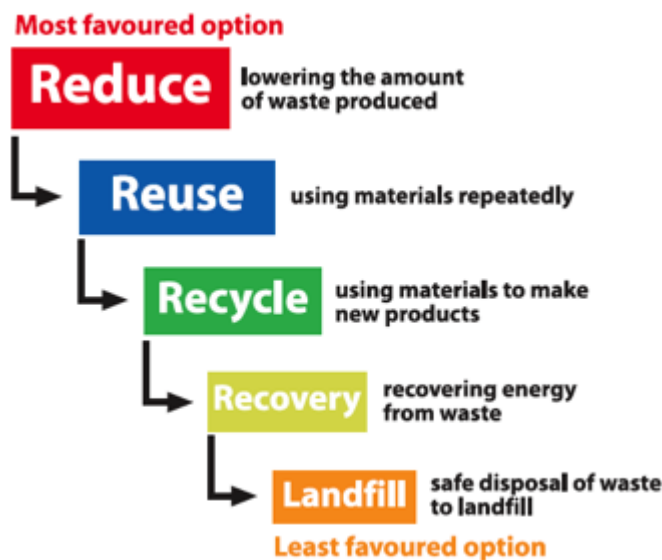 Most favoured option
Reduce
lowering the amount
of waste produced
Reuse
using materials repeatedly
Recycle
using materials to make
new products
Recovery
recovering energy
from waste
Landfill
safe disposal of waste
to landfill
Least favoured option